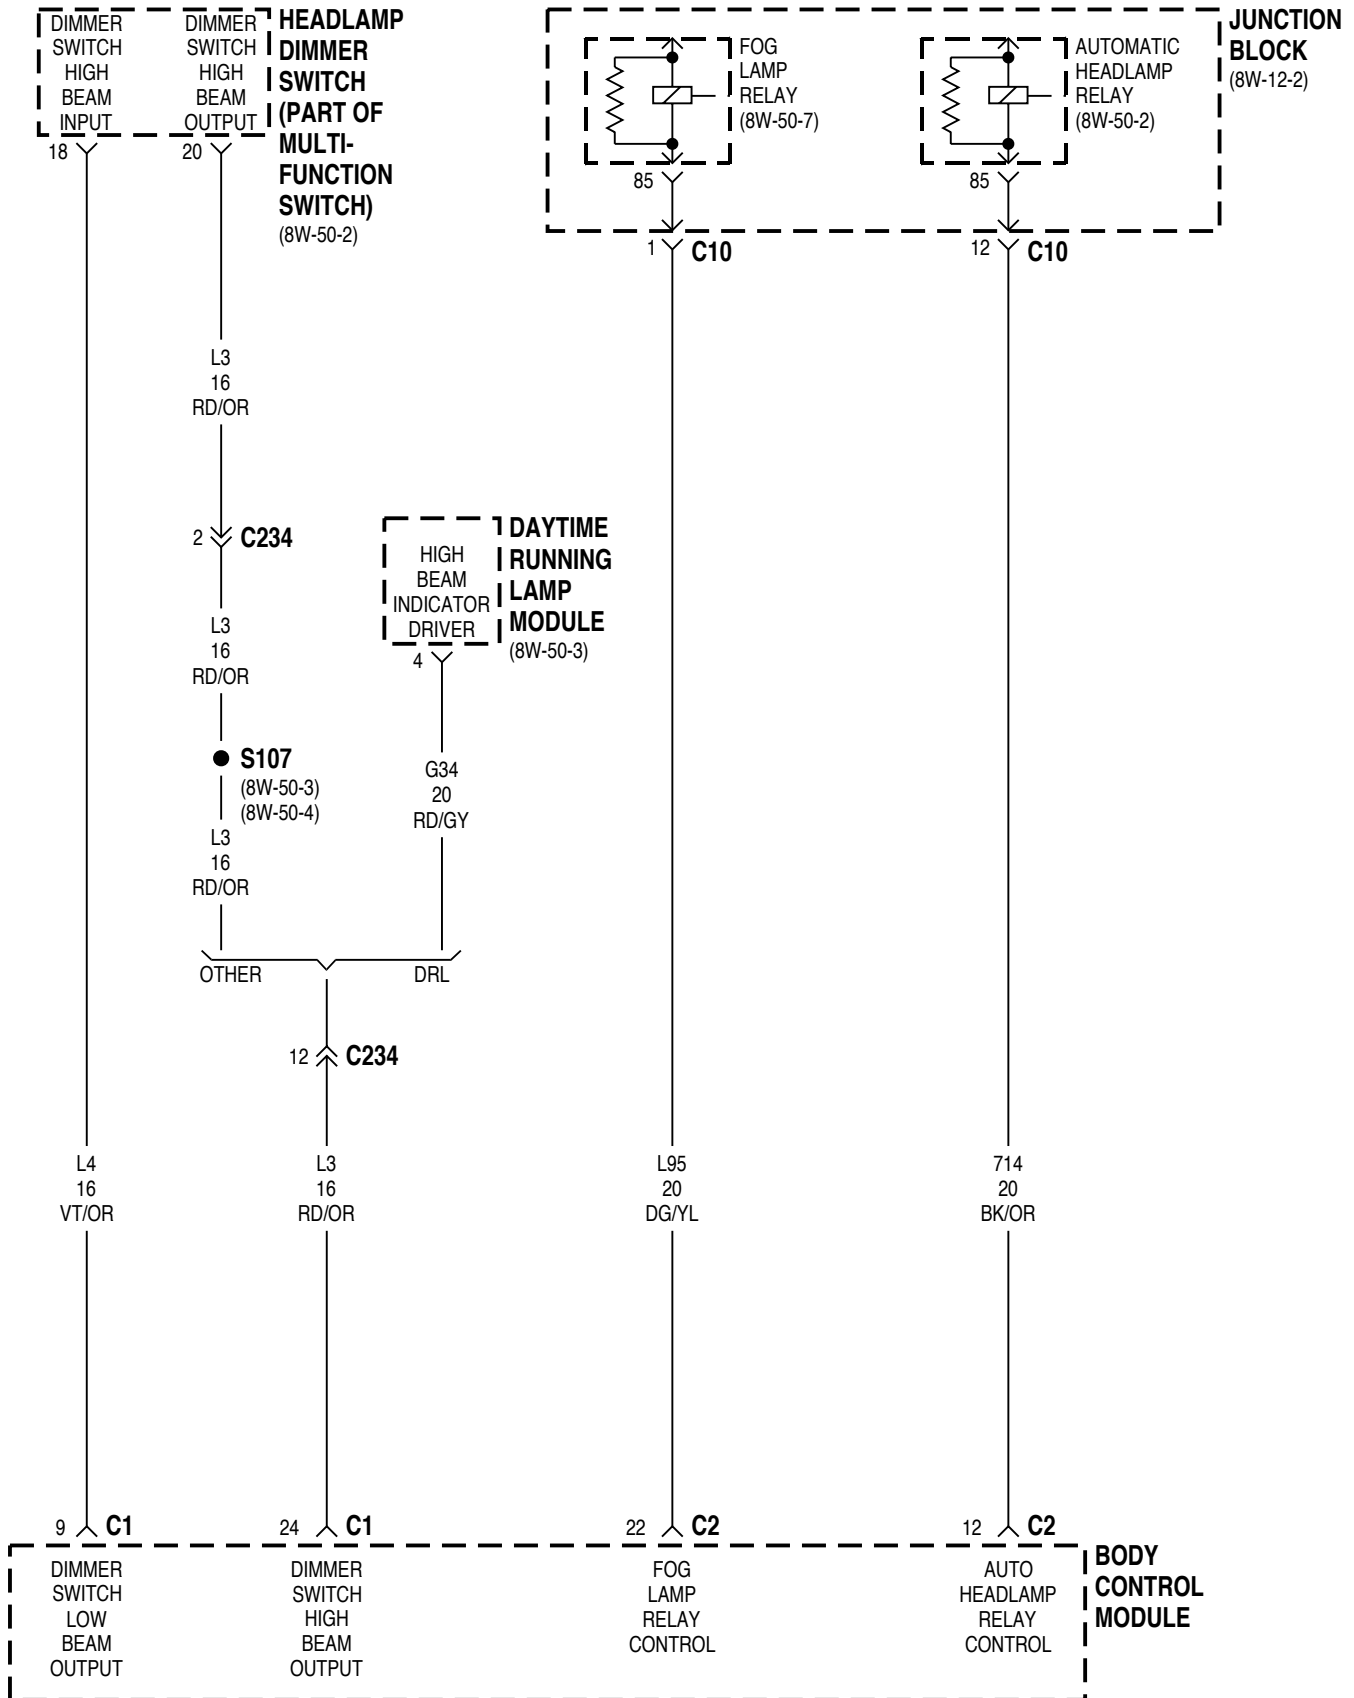 DIMMER
SWITCH
HIGH
BEAM
INPUT
DIMMER
SWITCH
HIGH
BEAM
OUTPUT
HEADLAMP
DIMMER
SWITCH
(PART OF
MULTI-
FUNCTION
SWITCH)
(8W-50-2)
18
20
FOG
LAMP
RELAY
(8W-50-7)
AUTOMATIC
HEADLAMP
RELAY
(8W-50-2)
JUNCTION
BLOCK
(8W-12-2)
85
85
1
C10
12
C10
L3
16
RD/OR
2
C234
L3
16
RD/OR
S107
(8W-50-3)
(8W-50-4)
L3
16
RD/OR
HIGH
BEAM
INDICATOR
DRIVER
DAYTIME
RUNNING
LAMP
MODULE
(8W-50-3)
4
G34
20
RD/GY
OTHER
DRL
12
C234
L4
16
VT/OR
L3
16
RD/OR
L95
20
DG/YL
714
20
BK/OR
9
C1
24
C1
22
C2
12
C2
DIMMER
SWITCH
LOW
BEAM
OUTPUT
DIMMER
SWITCH
HIGH
BEAM
OUTPUT
FOG
LAMP
RELAY
CONTROL
AUTO
HEADLAMP
RELAY
CONTROL
BODY
CONTROL
MODULE